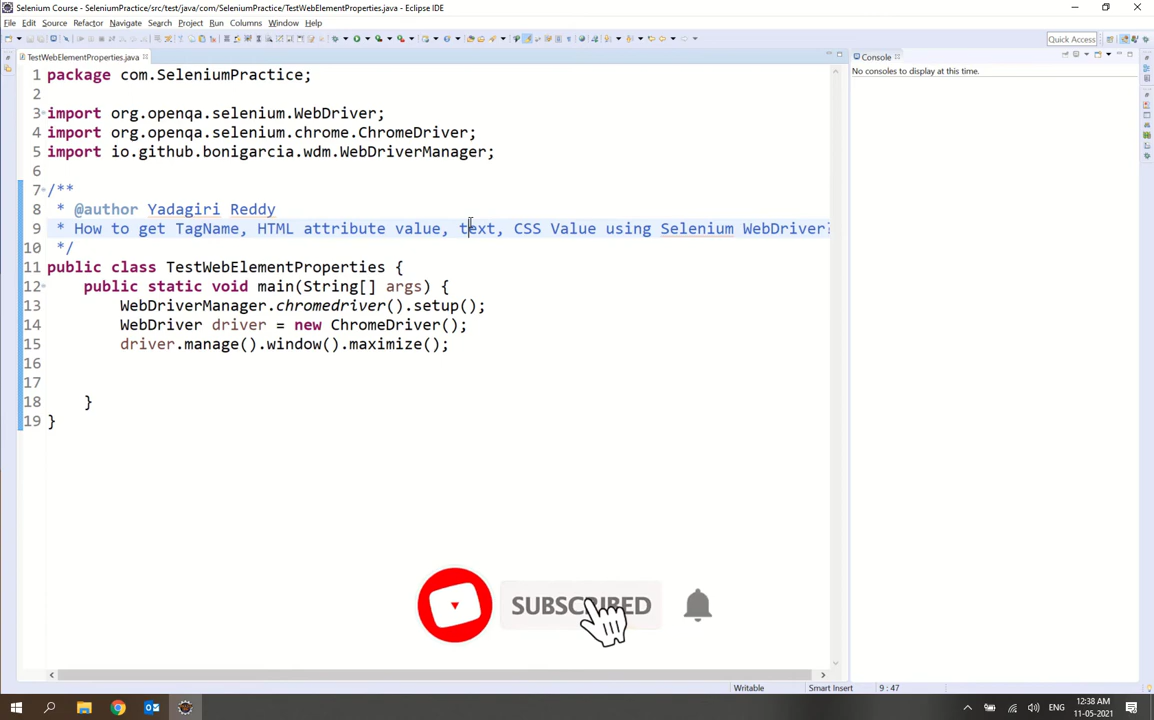 Selenium Course - SeleniumPractice/src/test/java/com/SeleniumPractice/TestWebElementProperties.java - Eclipse IDE
File Edit Source Refactor Navigate Search Project Run Columns Window Help
Quick Access
TestWebElementProperties.java
Console
No consoles to display at this time.
1 package com.SeleniumPractice;
2
3 import org.openqa.selenium.WebDriver;
4 import org.openqa.selenium.chrome.ChromeDriver;
5 import io.github.bonigarcia.wdm.WebDriverManager;
6
7 /**
8 * @author Yadagiri Reddy
9 * How to get TagName, HTML attribute value, text, CSS Value using Selenium WebDriver?
10 */
11 public class TestWebElementProperties {
12 public static void main(String[] args) {
13 WebDriverManager.chromedriver().setup();
14 WebDriver driver = new ChromeDriver();
15 driver.manage().window().maximize();
16
17
18 }
19 }
SUBSCRIBED
Writable Smart Insert 9 : 47
ENG
12:38 AM
11-05-2021